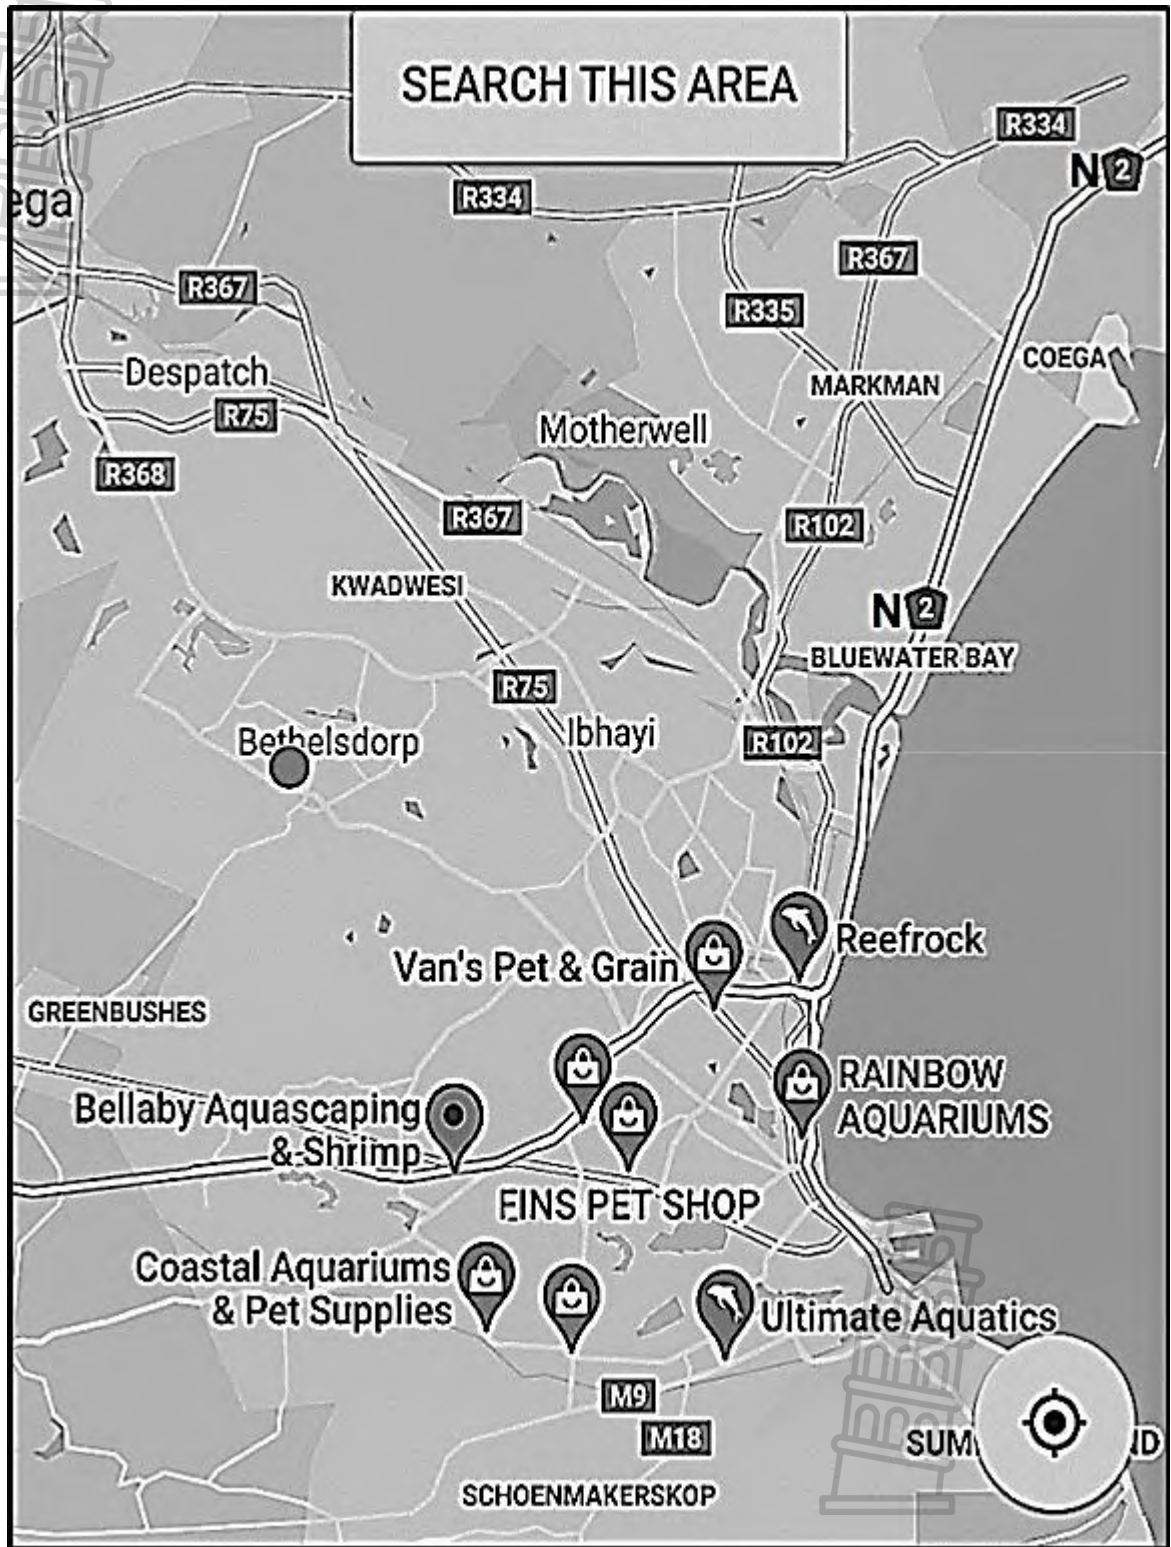 SEARCH THIS AREA
R334
N 2
R334
ega
R367
R367
R335
COEGA
Despatch
MARKMAN
R75
Motherwell
R368
R367
R102
KWADWESI
N 2
BLUEWATER BAY
R75
Ibhayi
R102
Bethelsdorp
Reefrock
Van's Pet & Grain
GREENBUSHES
RAINBOW
AQUARIUMS
Bellaby Aquascaping
& Shrimp
FINS PET SHOP
Coastal Aquariums
& Pet Supplies
Ultimate Aquatics
M9
M18
SUM
ND
SCHOENMAKERSKOP